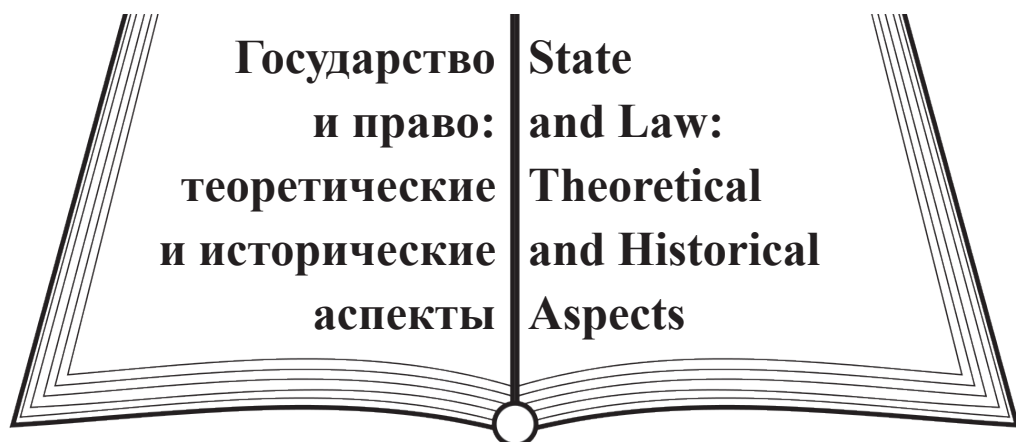 Государство
и право:
теоретические
и исторические
аспекты
State
and Law:
Theoretical
and Historical
Aspects